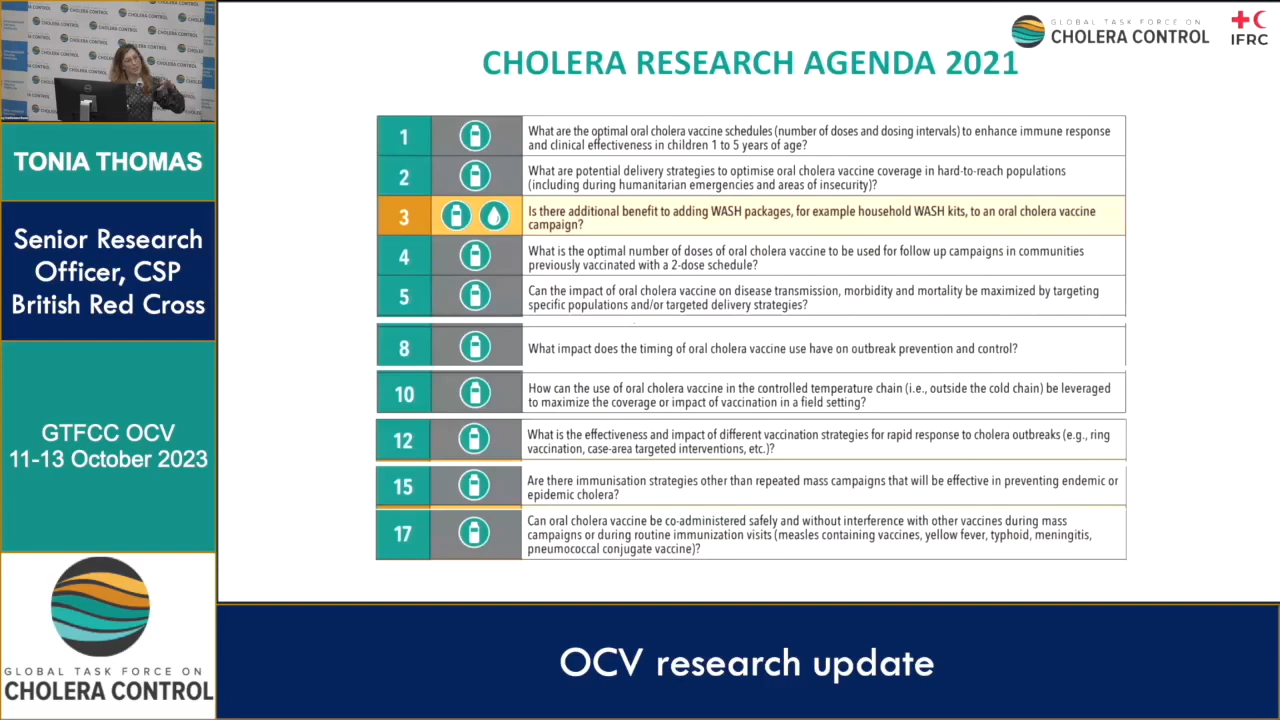 GLOBAL TASK FORCE ON
CHOLERA CONTROL
IFRC
CHOLERA RESEARCH AGENDA 2021
1
What are the optimal oral cholera vaccine schedules (number of doses and dosing intervals) to enhance immune response
and clinical effectiveness in children 1 to 5 years of age?
2
What are potential delivery strategies to optimise oral cholera vaccine coverage in hard-to-reach populations
(including during humanitarian emergencies and areas of insecurity)?
3
Is there additional benefit to adding WASH packages, for example household WASH kits, to an oral cholera vaccine
campaign?
4
What is the optimal number of doses of oral cholera vaccine to be used for follow up campaigns in communities
previously vaccinated with a 2-dose schedule?
5
Can the impact of oral cholera vaccine on disease transmission, morbidity and mortality be maximized by targeting
specific populations and/or targeted delivery strategies?
8
What impact does the timing of oral cholera vaccine use have on outbreak prevention and control?
10
How can the use of oral cholera vaccine in the controlled temperature chain (i.e., outside the cold chain) be leveraged
to maximize the coverage or impact of vaccination in a field setting?
12
What is the effectiveness and impact of different vaccination strategies for rapid response to cholera outbreaks (e.g., ring
vaccination, case-area targeted interventions, etc.)?
15
Are there immunisation strategies other than repeated mass campaigns that will be effective in preventing endemic or
epidemic cholera?
17
Can oral cholera vaccine be co-administered safely and without interference with other vaccines during mass
campaigns or during routine immunization visits (measles containing vaccines, yellow fever, typhoid, meningitis,
pneumococcal conjugate vaccine)?
TONIA THOMAS
Senior Research
Officer, CSP
British Red Cross
GTFCC OCV
11-13 October 2023
GLOBAL TASK FORCE ON
CHOLERA CONTROL
OCV research update